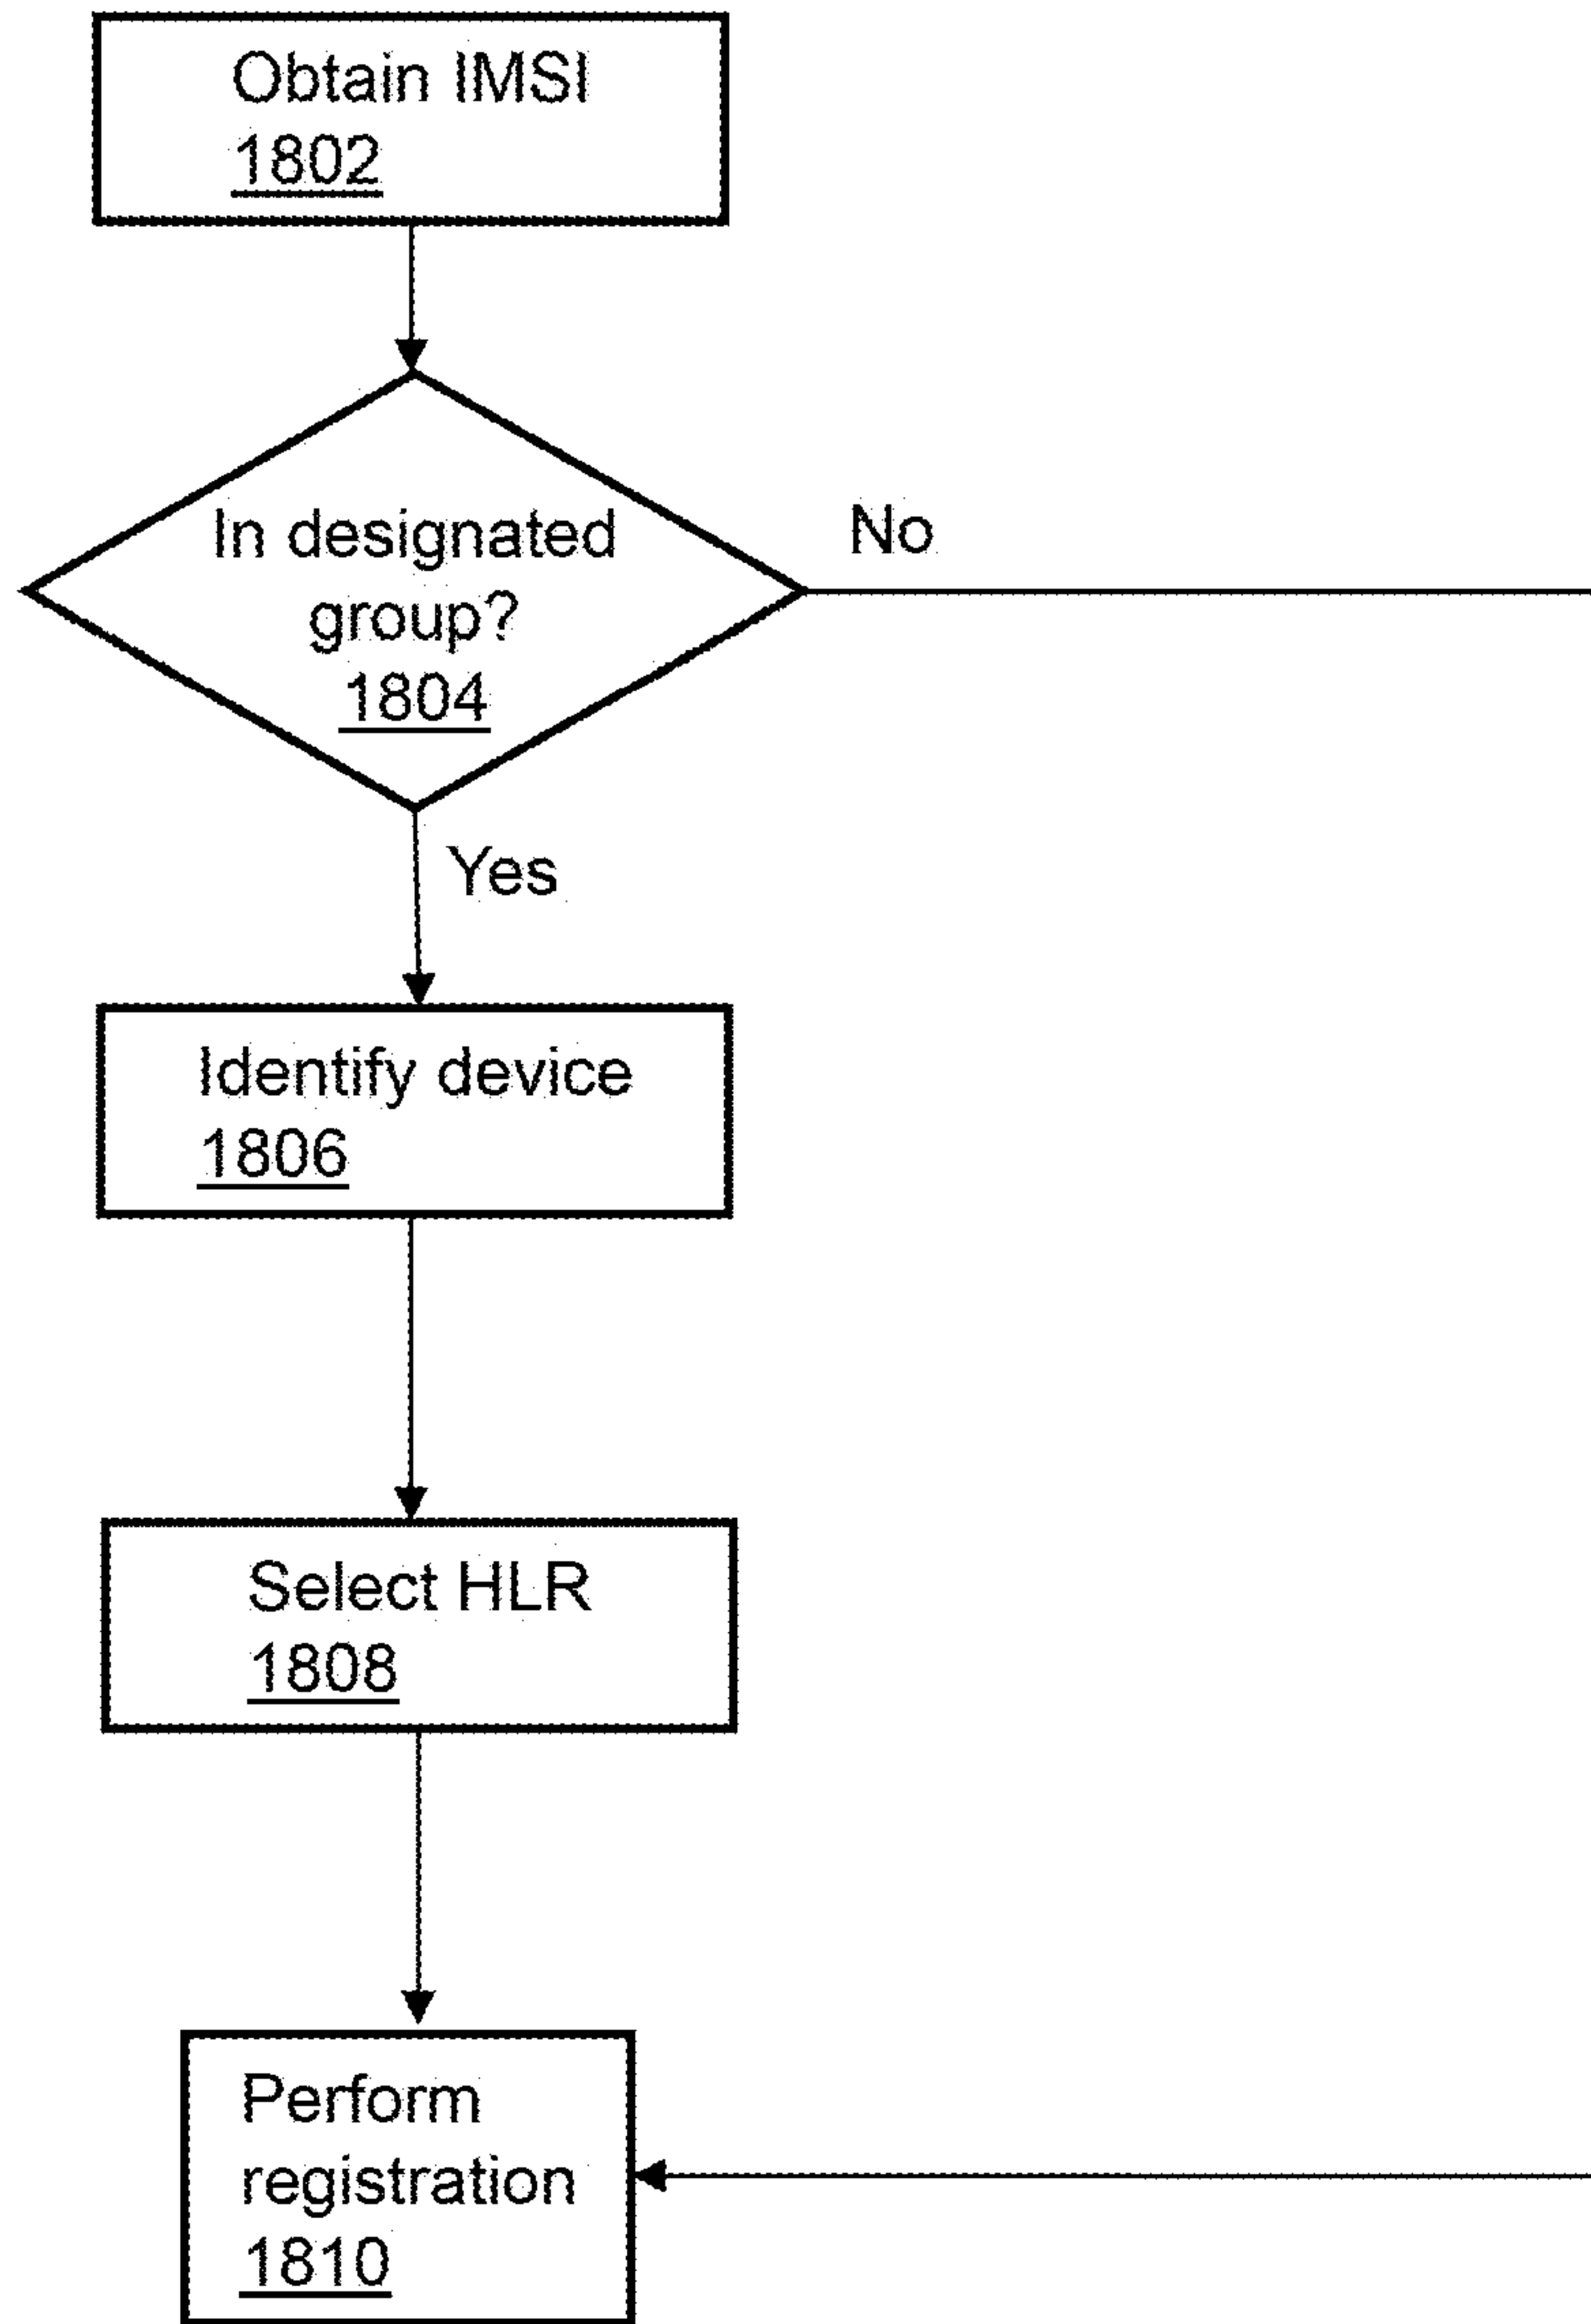 Obtain IMSI
1802
In designated
group?
1804
No
Yes
Identify device
1806
Select HLR
1808
Perform
registration
1810